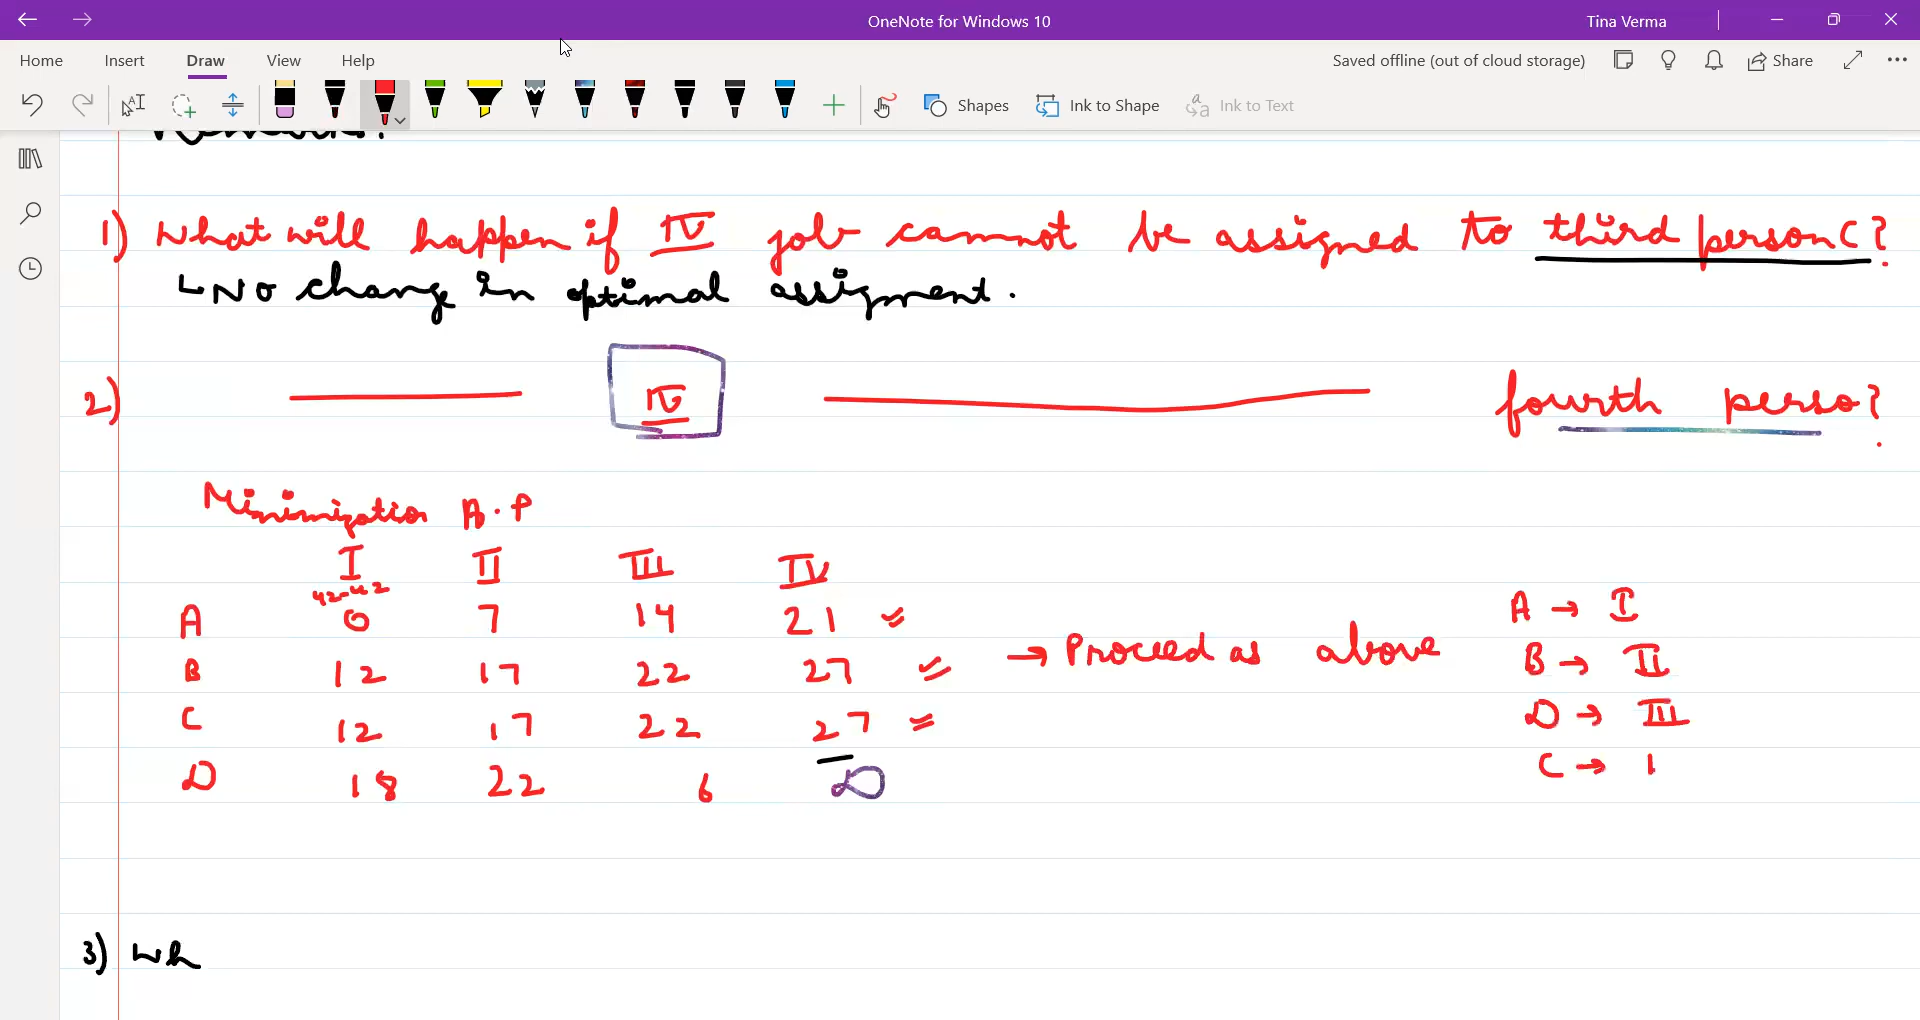 OneNote for Windows 10
Tina Verma
Home Insert Draw View Help
Saved offline (out of cloud storage) Share
Shapes Ink to Shape Ink to Text
1) What will happen if IV job cannot be assigned to third person C?
No change in optimal assigment.
2) IV fourth perso?
Minimization A.P
I II III IV
42-42
A 0 7 14 21
B 12 17 22 27
C 12 17 22 27
D 18 22 6 ∞
→ Proceed as above
A → I
B → II
D → III
C → I
3) Wh